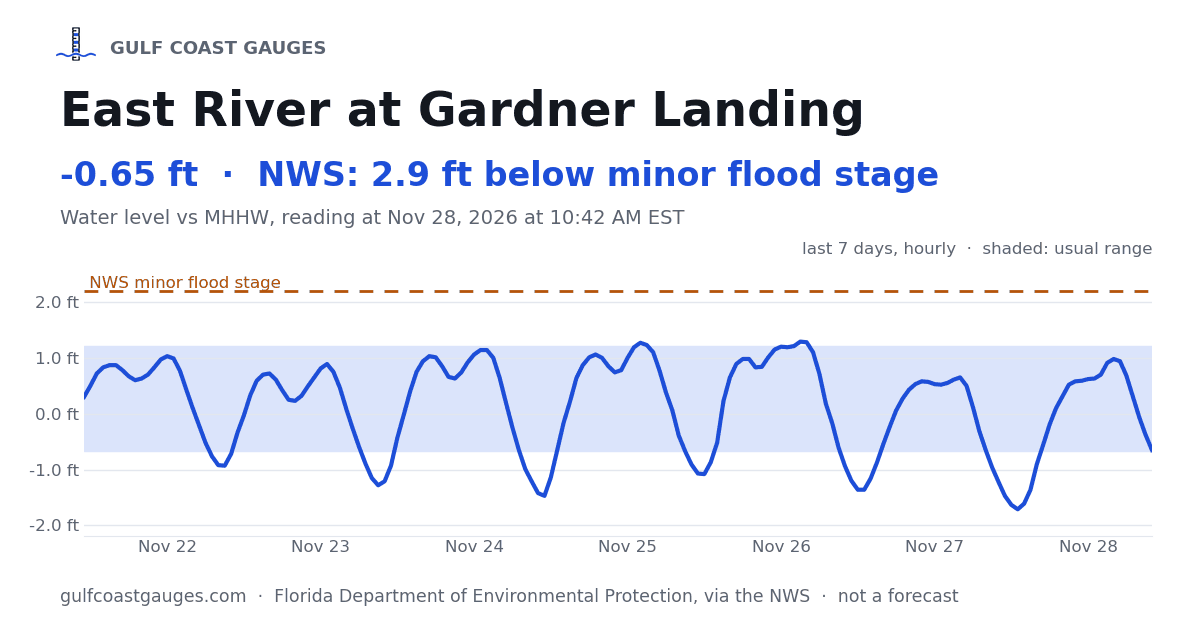 GULF COAST GAUGES
East River at Gardner Landing
-0.65 ft · NWS: 2.9 ft below minor flood stage
Water level vs MHHW, reading at Nov 28, 2026 at 10:42 AM EST
last 7 days, hourly · shaded: usual range
NWS minor flood stage
2.0 ft
1.0 ft
0.0 ft
-1.0 ft
-2.0 ft
Nov 22 Nov 23 Nov 24 Nov 25 Nov 26 Nov 27 Nov 28
gulfcoastgauges.com · Florida Department of Environmental Protection, via the NWS · not a forecast